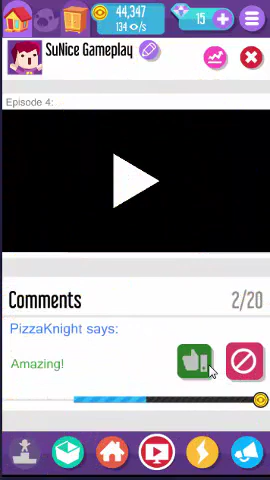 44,347
134 /s
15
SuNice Gameplay
Episode 4:
Comments 2/20
PizzaKnight says:
Amazing!